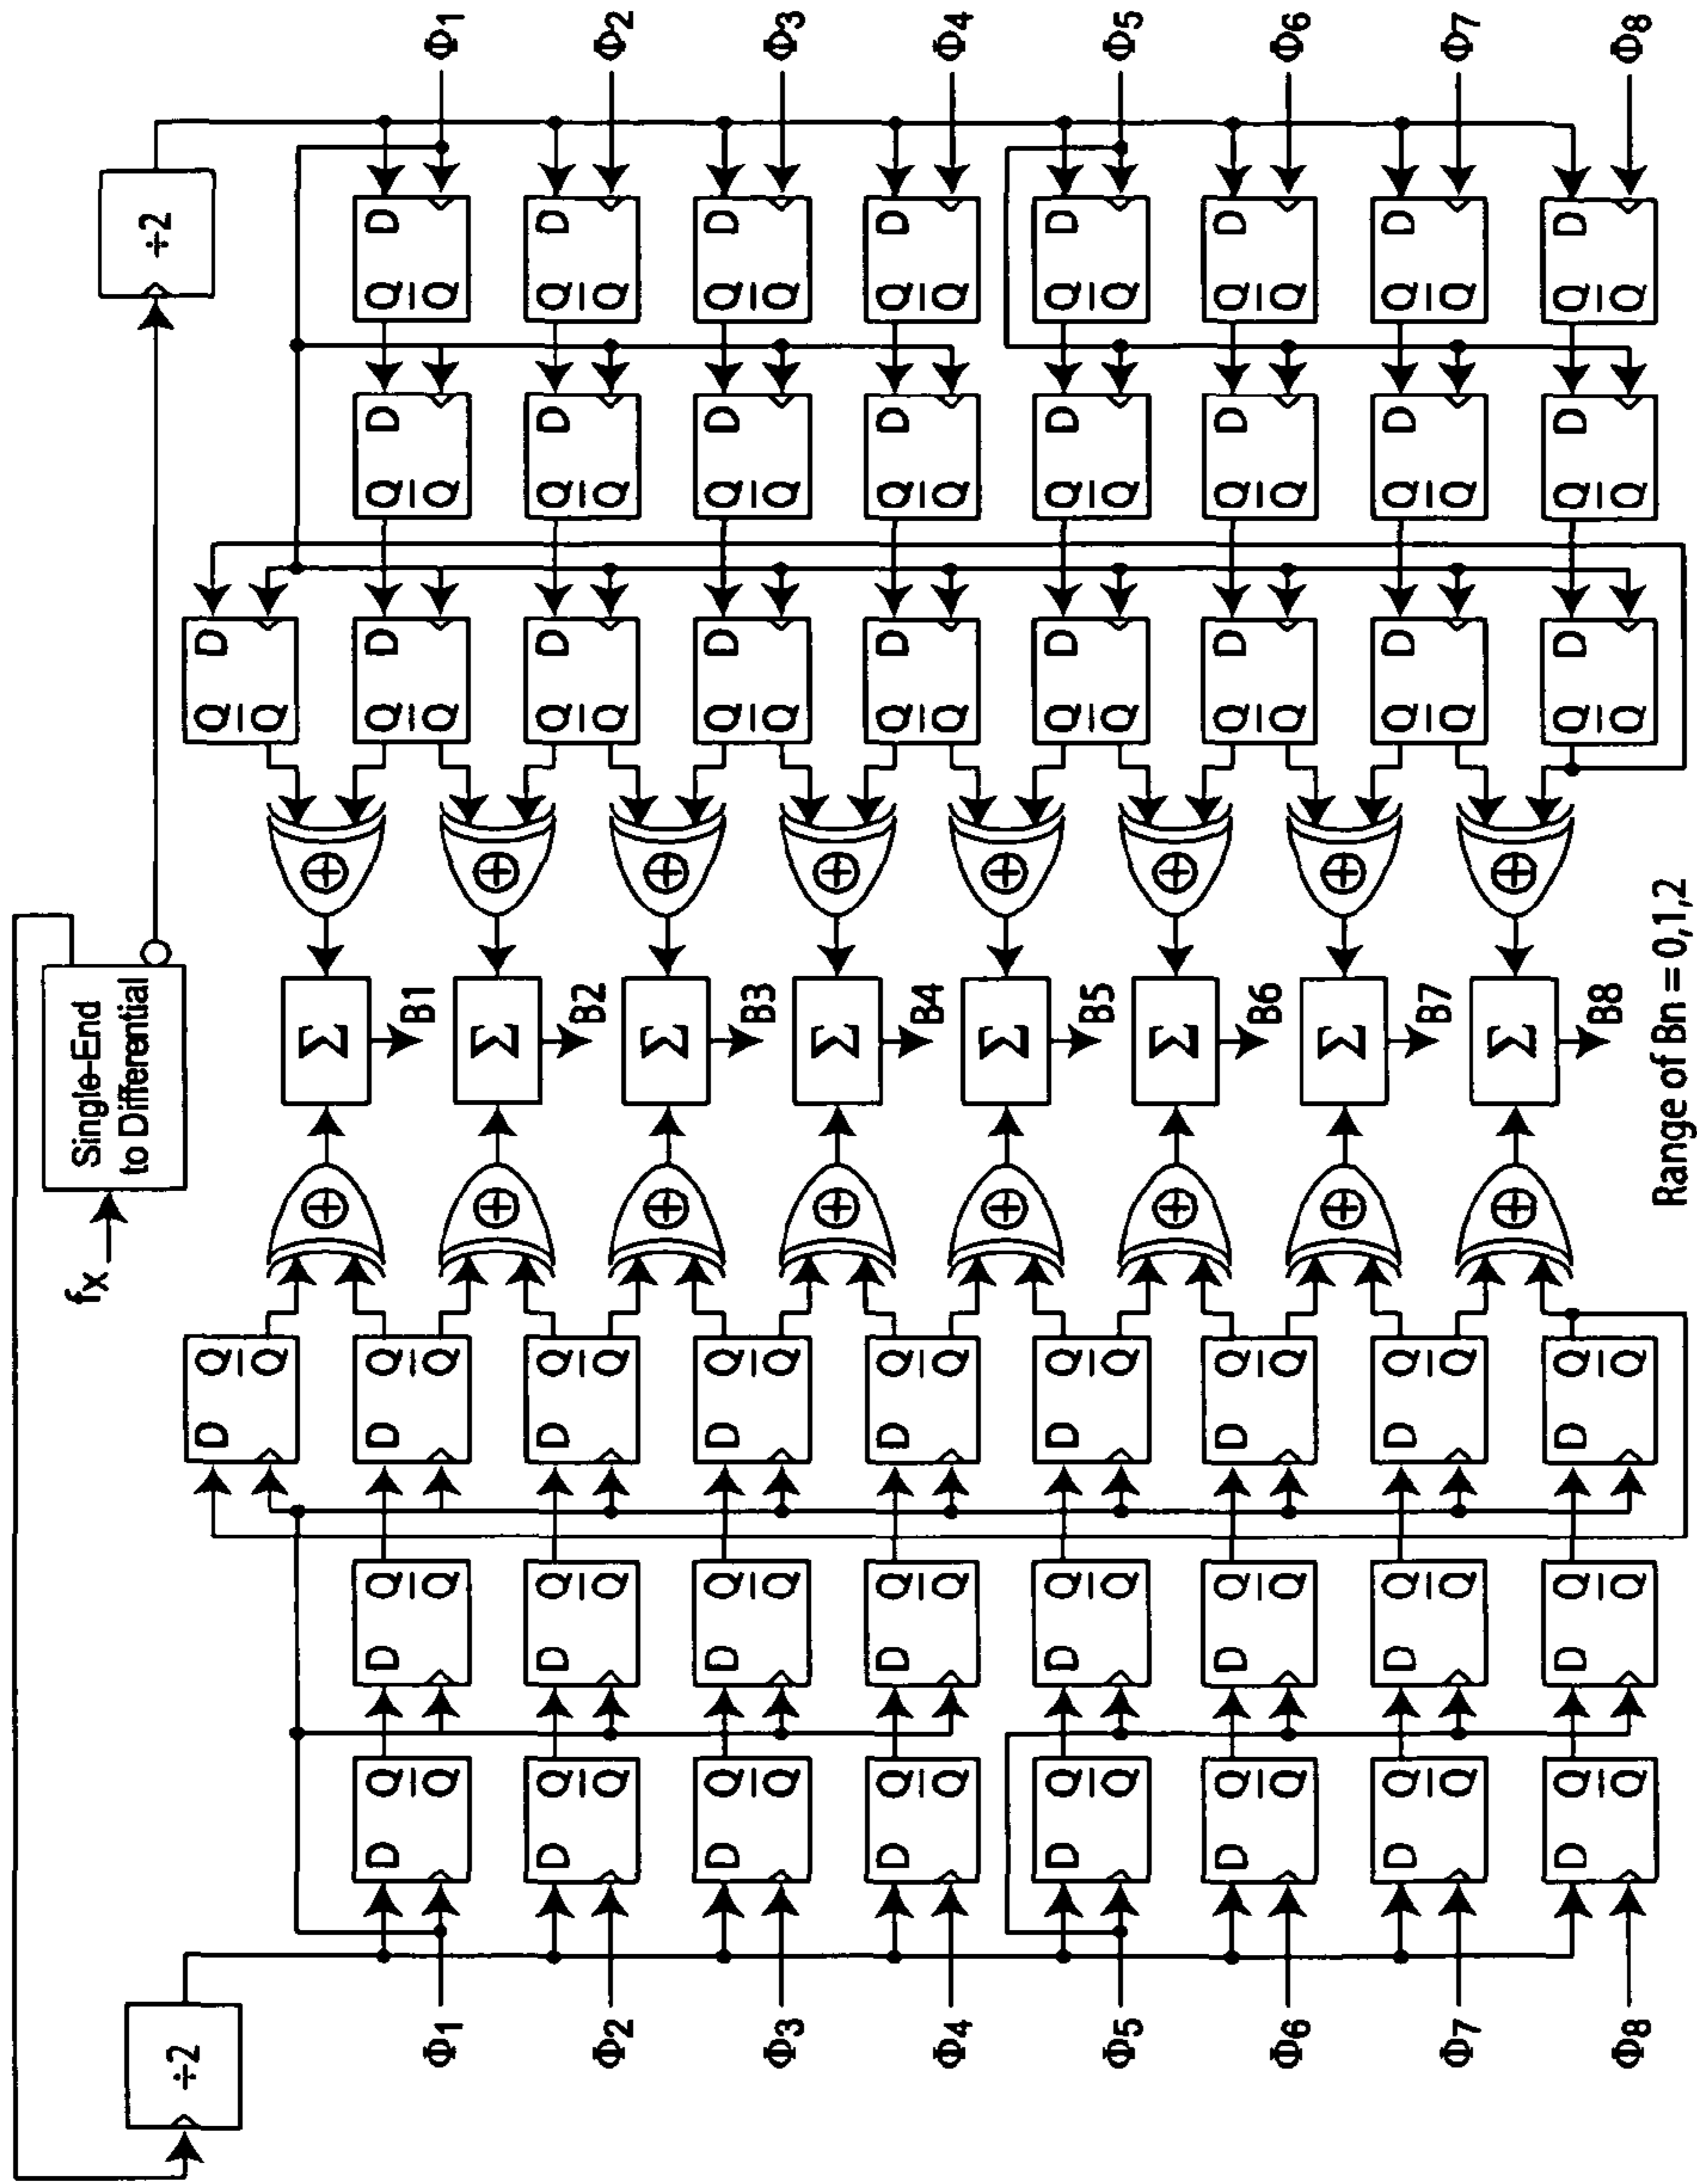 Single-End
to Differential
fX
÷2 ÷2
D Q Q D
Q̅ Q̅
⊕ Σ ⊕
D Q D Q D Q Q D Q D Q D
Φ1 Q̅ Q̅ Q̅ B1 Q̅ Q̅ Q̅ Φ1
⊕ Σ ⊕
D Q D Q D Q Q D Q D Q D
Φ2 Q̅ Q̅ Q̅ B2 Q̅ Q̅ Q̅ Φ2
⊕ Σ ⊕
D Q D Q D Q Q D Q D Q D
Φ3 Q̅ Q̅ Q̅ B3 Q̅ Q̅ Q̅ Φ3
⊕ Σ ⊕
D Q D Q D Q Q D Q D Q D
Φ4 Q̅ Q̅ Q̅ B4 Q̅ Q̅ Q̅ Φ4
⊕ Σ ⊕
D Q D Q D Q Q D Q D Q D
Φ5 Q̅ Q̅ Q̅ B5 Q̅ Q̅ Q̅ Φ5
⊕ Σ ⊕
D Q D Q D Q Q D Q D Q D
Φ6 Q̅ Q̅ Q̅ B6 Q̅ Q̅ Q̅ Φ6
⊕ Σ ⊕
D Q D Q D Q Q D Q D Q D
Φ7 Q̅ Q̅ Q̅ B7 Q̅ Q̅ Q̅ Φ7
⊕ Σ ⊕
D Q D Q D Q Q D Q D Q D
Φ8 Q̅ Q̅ Q̅ B8 Q̅ Q̅ Q̅ Φ8
Range of Bn = 0,1,2